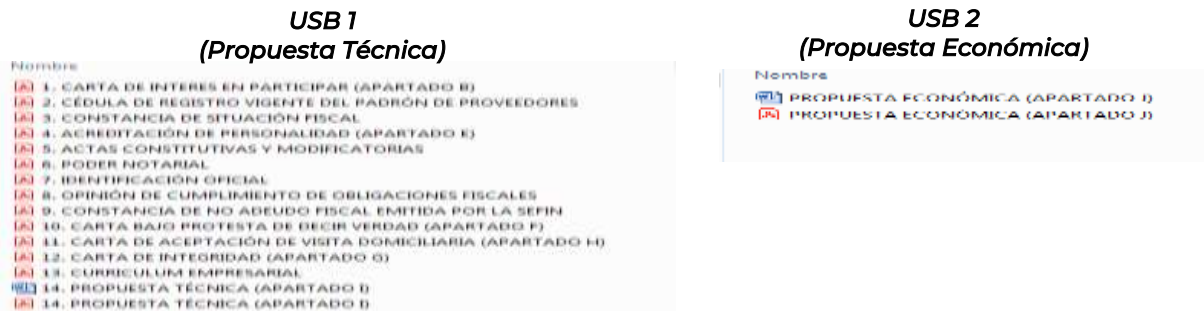 USB 1
(Propuesta Técnica)
Nombre
1. CARTA DE INTERES EN PARTICIPAR (APARTADO B)
2. CÉDULA DE REGISTRO VIGENTE DEL PADRÓN DE PROVEEDORES
3. CONSTANCIA DE SITUACIÓN FISCAL
4. ACREDITACIÓN DE PERSONALIDAD (APARTADO E)
5. ACTAS CONSTITUTIVAS Y MODIFICATORIAS
6. PODER NOTARIAL
7. IDENTIFICACIÓN OFICIAL
8. OPINIÓN DE CUMPLIMIENTO DE OBLIGACIONES FISCALES
9. CONSTANCIA DE NO ADEUDO FISCAL EMITIDA POR LA SEFIN
10. CARTA BAJO PROTESTA DE DECIR VERDAD (APARTADO F)
11. CARTA DE ACEPTACIÓN DE VISITA DOMICILIARIA (APARTADO H)
12. CARTA DE INTEGRIDAD (APARTADO G)
13. CURRICULUM EMPRESARIAL
14. PROPUESTA TÉCNICA (APARTADO I)
14. PROPUESTA TÉCNICA (APARTADO I)
USB 2
(Propuesta Económica)
Nombre
PROPUESTA ECONÓMICA (APARTADO J)
PROPUESTA ECONÓMICA (APARTADO J)